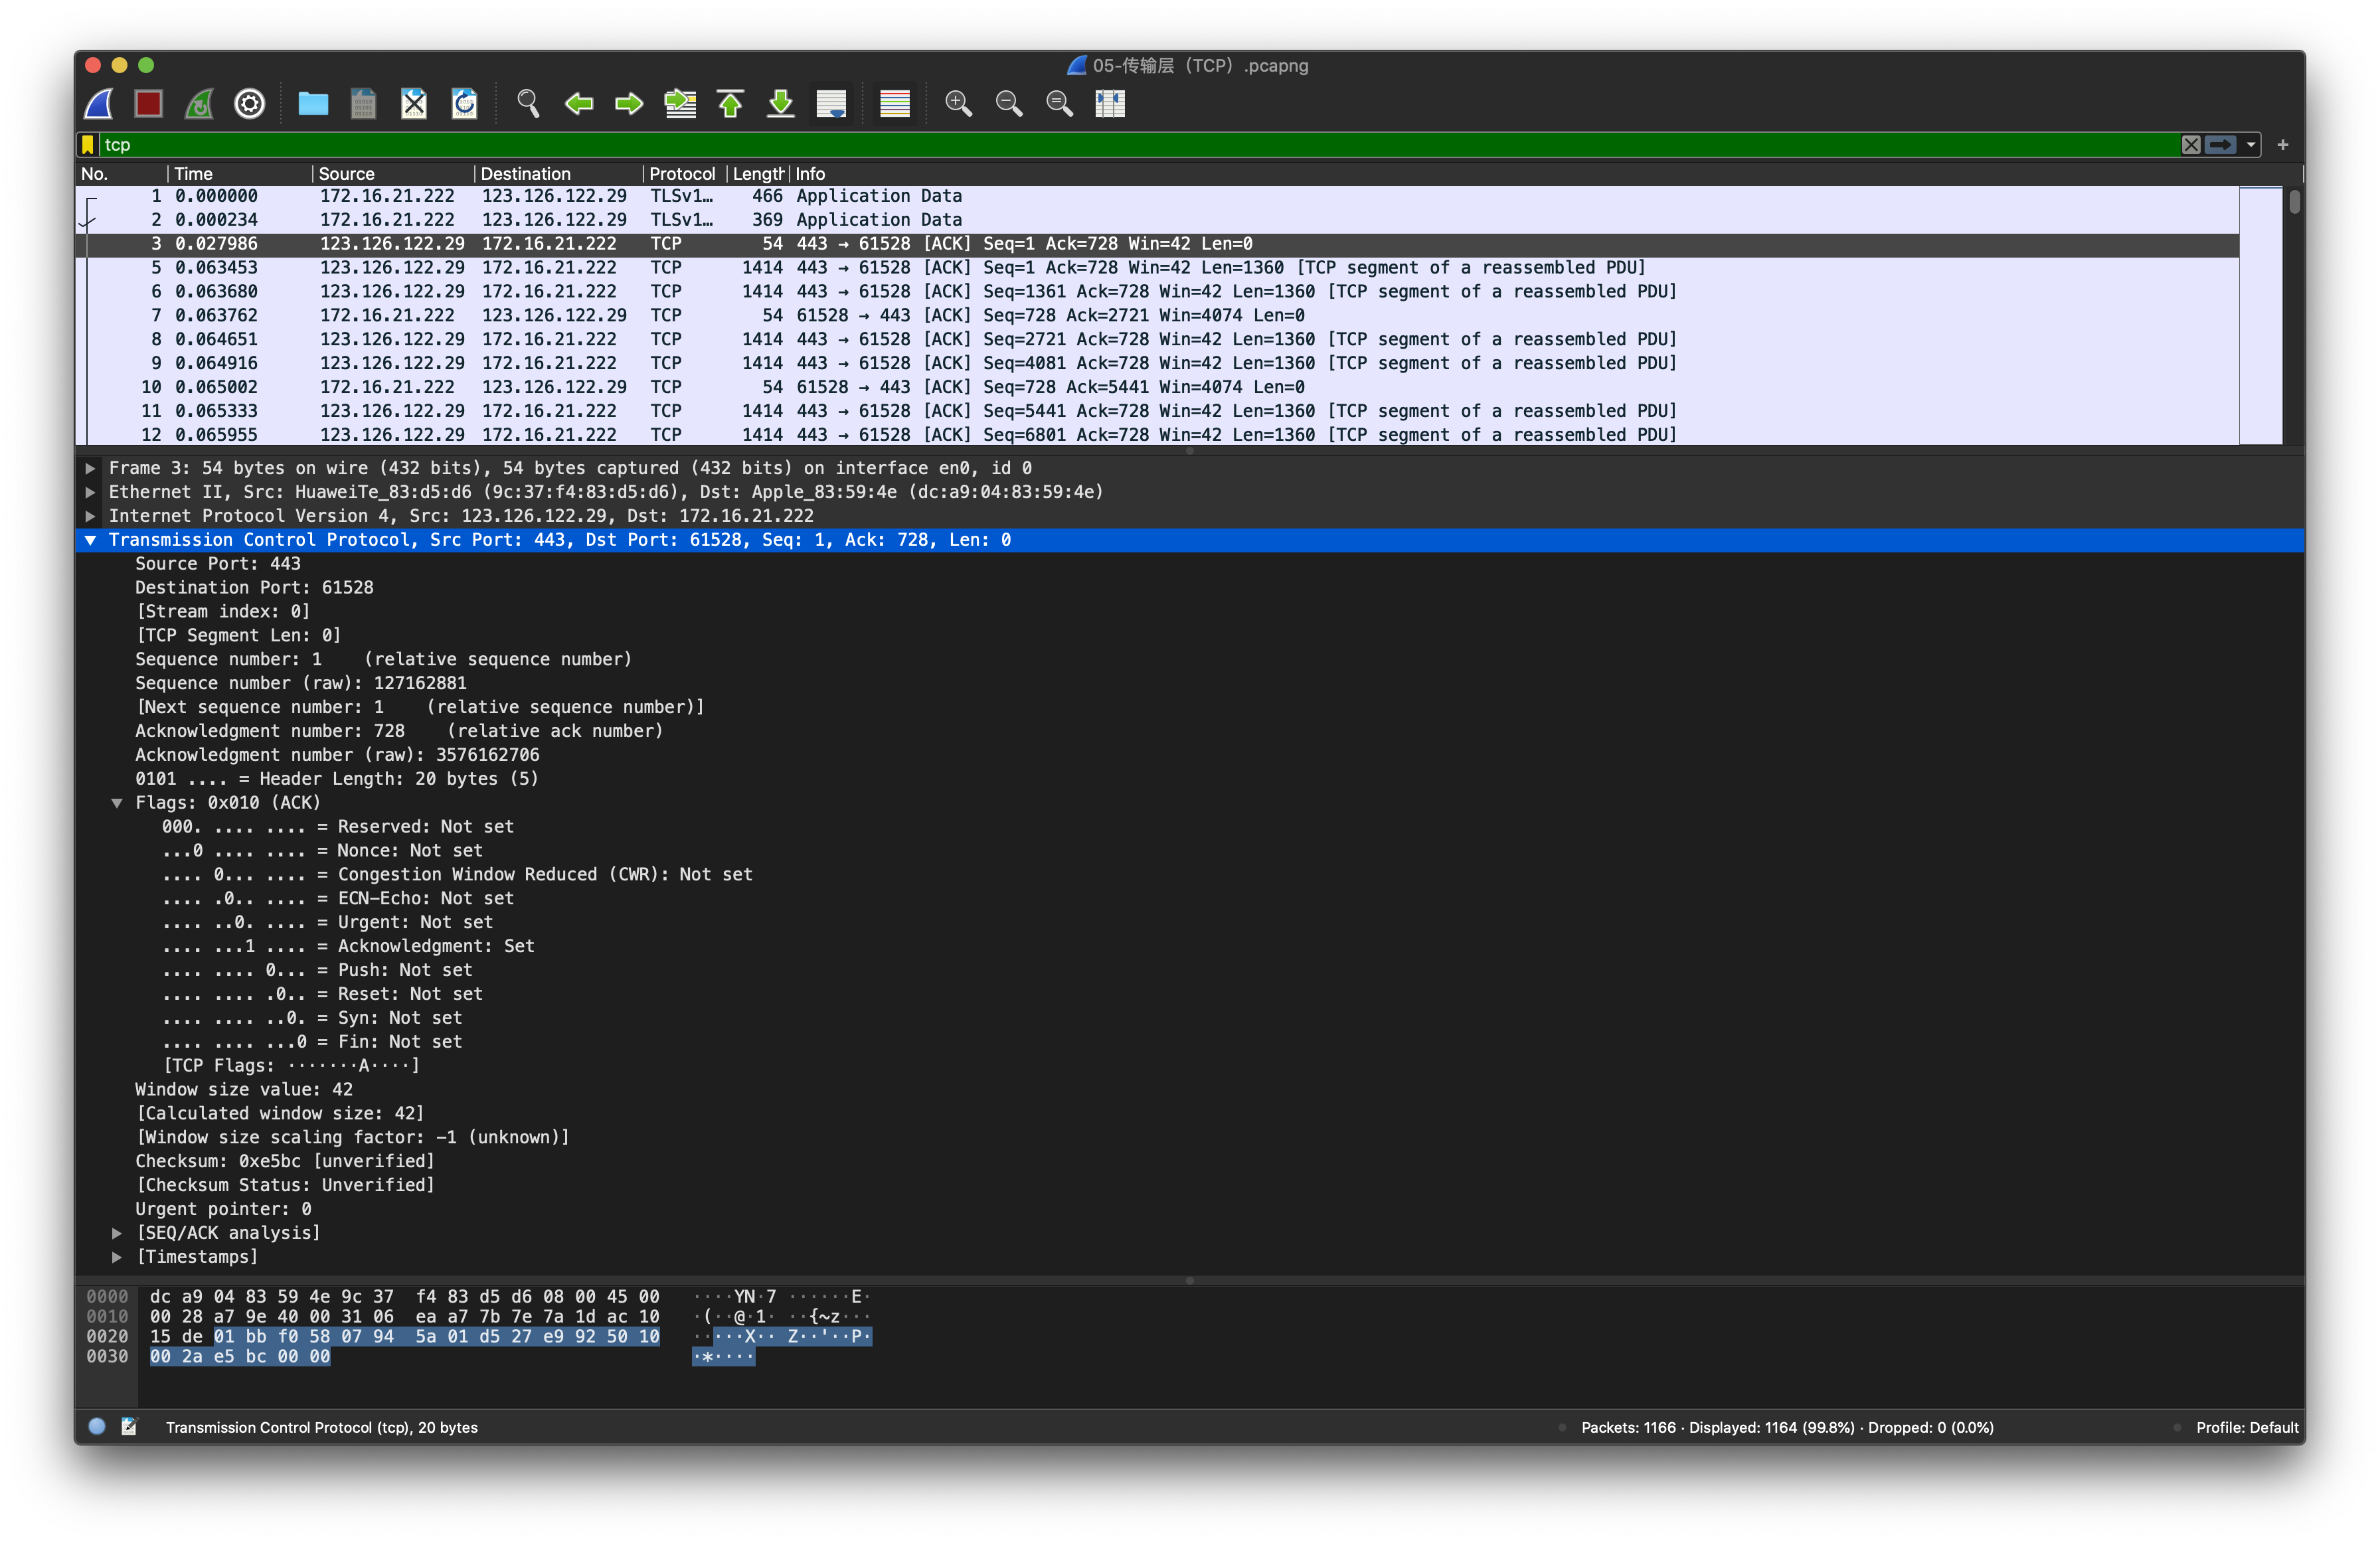 05-传输层（TCP）.pcapng
tcp
No. Time Source Destination Protocol Length Info
1 0.000000 172.16.21.222 123.126.122.29 TLSv1… 466 Application Data
2 0.000234 172.16.21.222 123.126.122.29 TLSv1… 369 Application Data
3 0.027986 123.126.122.29 172.16.21.222 TCP 54 443 → 61528 [ACK] Seq=1 Ack=728 Win=42 Len=0
5 0.063453 123.126.122.29 172.16.21.222 TCP 1414 443 → 61528 [ACK] Seq=1 Ack=728 Win=42 Len=1360 [TCP segment of a reassembled PDU]
6 0.063680 123.126.122.29 172.16.21.222 TCP 1414 443 → 61528 [ACK] Seq=1361 Ack=728 Win=42 Len=1360 [TCP segment of a reassembled PDU]
7 0.063762 172.16.21.222 123.126.122.29 TCP 54 61528 → 443 [ACK] Seq=728 Ack=2721 Win=4074 Len=0
8 0.064651 123.126.122.29 172.16.21.222 TCP 1414 443 → 61528 [ACK] Seq=2721 Ack=728 Win=42 Len=1360 [TCP segment of a reassembled PDU]
9 0.064916 123.126.122.29 172.16.21.222 TCP 1414 443 → 61528 [ACK] Seq=4081 Ack=728 Win=42 Len=1360 [TCP segment of a reassembled PDU]
10 0.065002 172.16.21.222 123.126.122.29 TCP 54 61528 → 443 [ACK] Seq=728 Ack=5441 Win=4074 Len=0
11 0.065333 123.126.122.29 172.16.21.222 TCP 1414 443 → 61528 [ACK] Seq=5441 Ack=728 Win=42 Len=1360 [TCP segment of a reassembled PDU]
12 0.065955 123.126.122.29 172.16.21.222 TCP 1414 443 → 61528 [ACK] Seq=6801 Ack=728 Win=42 Len=1360 [TCP segment of a reassembled PDU]
Frame 3: 54 bytes on wire (432 bits), 54 bytes captured (432 bits) on interface en0, id 0
Ethernet II, Src: HuaweiTe_83:d5:d6 (9c:37:f4:83:d5:d6), Dst: Apple_83:59:4e (dc:a9:04:83:59:4e)
Internet Protocol Version 4, Src: 123.126.122.29, Dst: 172.16.21.222
Transmission Control Protocol, Src Port: 443, Dst Port: 61528, Seq: 1, Ack: 728, Len: 0
Source Port: 443
Destination Port: 61528
[Stream index: 0]
[TCP Segment Len: 0]
Sequence number: 1    (relative sequence number)
Sequence number (raw): 127162881
[Next sequence number: 1    (relative sequence number)]
Acknowledgment number: 728    (relative ack number)
Acknowledgment number (raw): 3576162706
0101 .... = Header Length: 20 bytes (5)
Flags: 0x010 (ACK)
000. .... .... = Reserved: Not set
...0 .... .... = Nonce: Not set
.... 0... .... = Congestion Window Reduced (CWR): Not set
.... .0.. .... = ECN-Echo: Not set
.... ..0. .... = Urgent: Not set
.... ...1 .... = Acknowledgment: Set
.... .... 0... = Push: Not set
.... .... .0.. = Reset: Not set
.... .... ..0. = Syn: Not set
.... .... ...0 = Fin: Not set
[TCP Flags: ·······A····]
Window size value: 42
[Calculated window size: 42]
[Window size scaling factor: -1 (unknown)]
Checksum: 0xe5bc [unverified]
[Checksum Status: Unverified]
Urgent pointer: 0
[SEQ/ACK analysis]
[Timestamps]
0000 dc a9 04 83 59 4e 9c 37 f4 83 d5 d6 08 00 45 00 ····YN·7 ······E·
0010 00 28 a7 9e 40 00 31 06 ea a7 7b 7e 7a 1d ac 10 ·(··@·1· ··{~z···
0020 15 de 01 bb f0 58 07 94 5a 01 d5 27 e9 92 50 10 ·····X·· Z··'··P·
0030 00 2a e5 bc 00 00 ·*····
Transmission Control Protocol (tcp), 20 bytes
Packets: 1166 · Displayed: 1164 (99.8%) · Dropped: 0 (0.0%)
Profile: Default